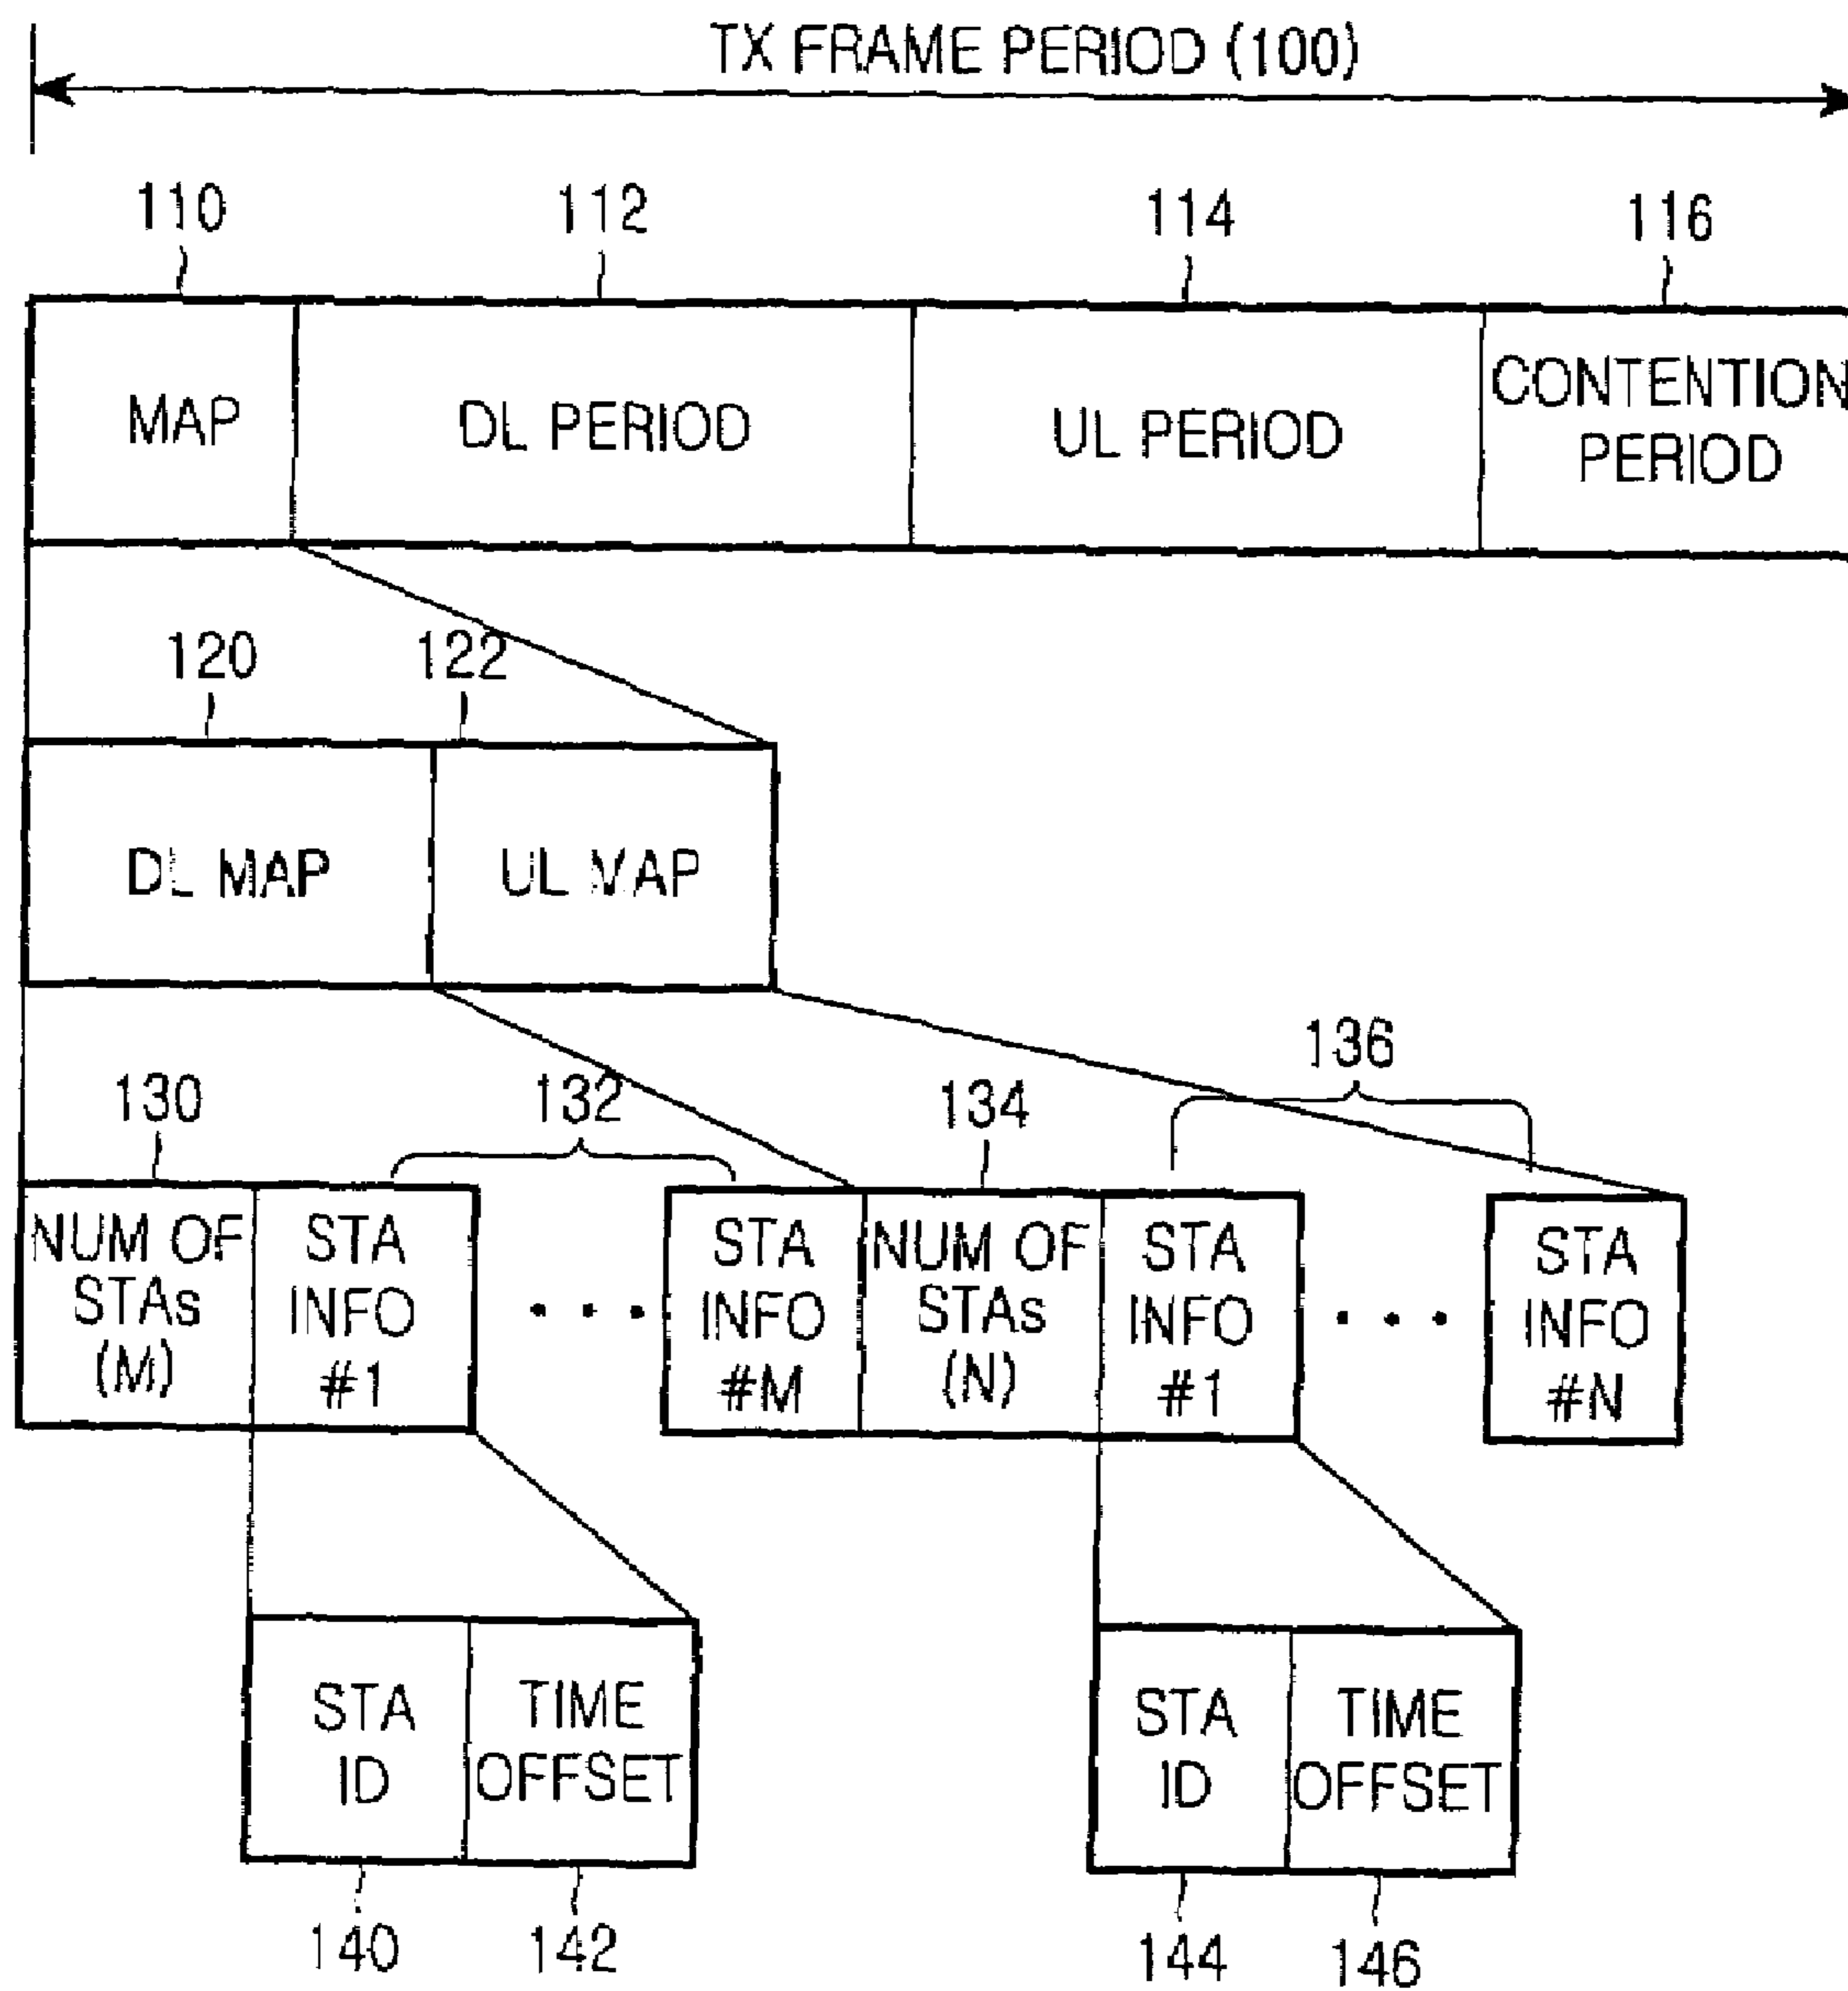 TX FRAME PERIOD (100)
110 112 114 116
MAP DL PERIOD UL PERIOD CONTENTION PERIOD
120 122
DL MAP UL MAP
130 132 134 136
NUM OF STAs (M)
STA INFO #1
• • •
STA INFO #M
NUM OF STAs (N)
STA INFO #1
• • •
STA INFO #N
STA ID
TIME OFFSET
STA ID
TIME OFFSET
140 142 144 146